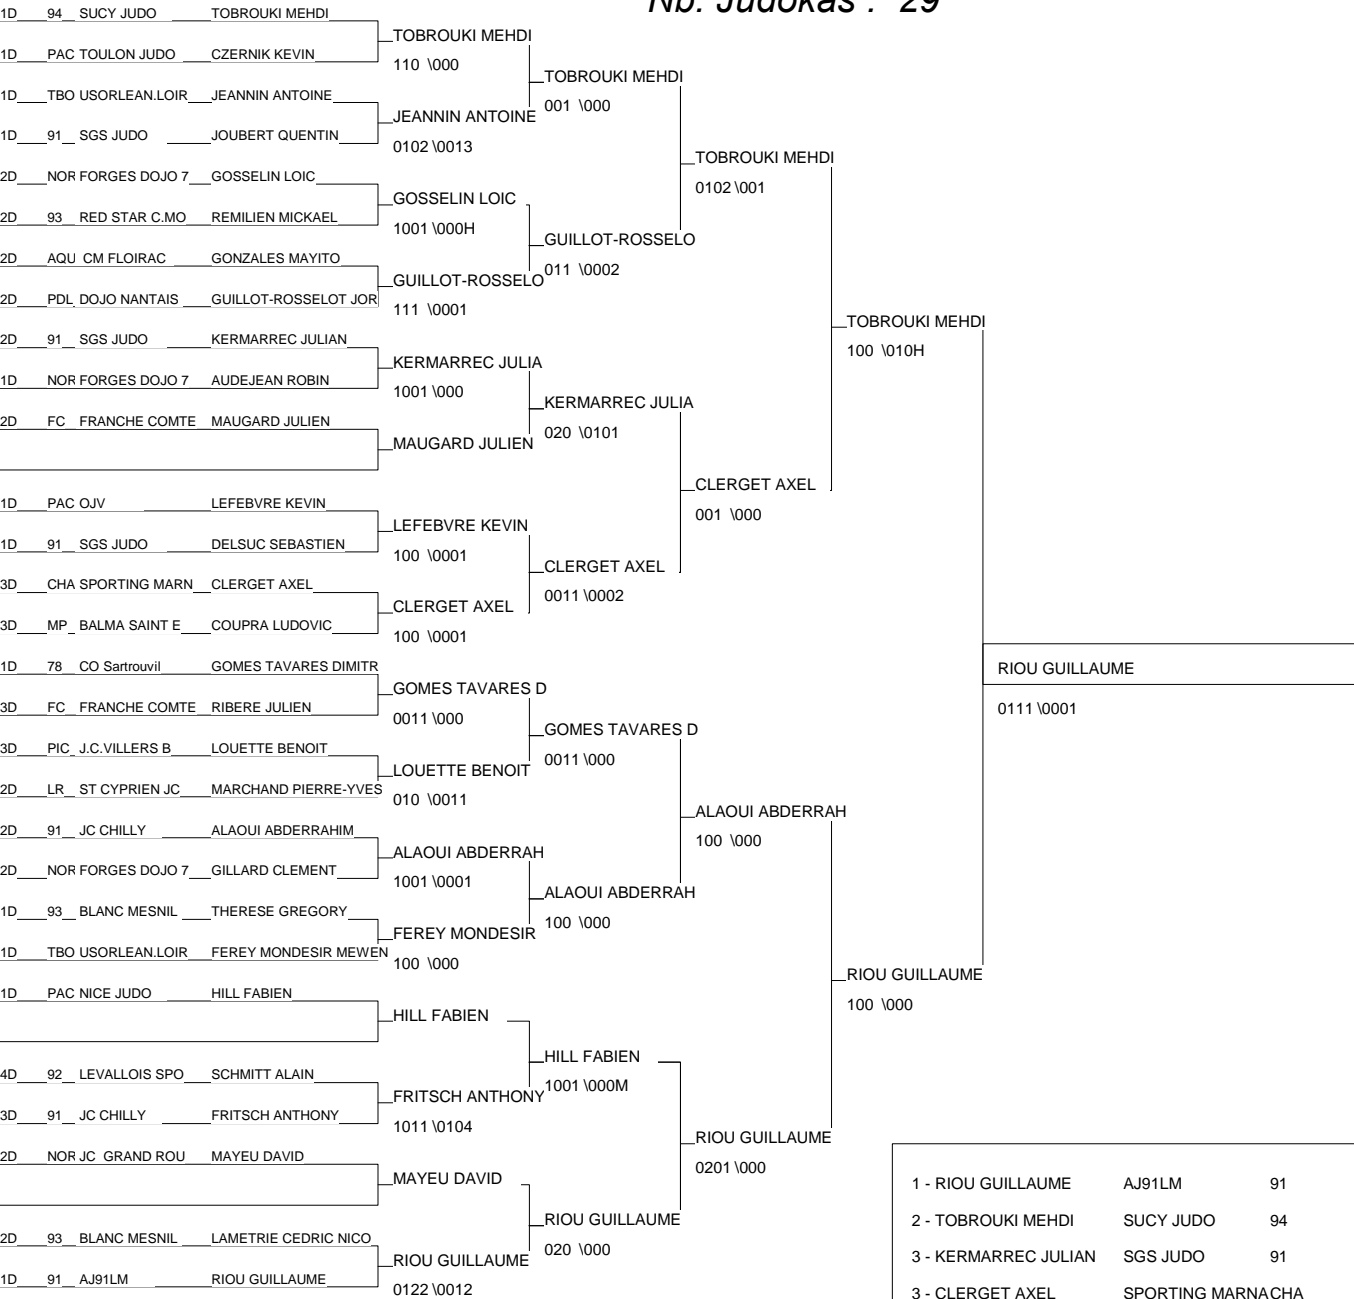 Nb. Judokas : 29
1D 94 SUCY JUDO TOBROUKI MEHDI
1D PAC TOULON JUDO CZERNIK KEVIN
1D TBO USORLEAN.LOIR JEANNIN ANTOINE
1D 91 SGS JUDO JOUBERT QUENTIN
2D NOR FORGES DOJO 7 GOSSELIN LOIC
2D 93 RED STAR C.MO REMILIEN MICKAEL
2D AQU CM FLOIRAC GONZALES MAYITO
2D PDL DOJO NANTAIS GUILLOT-ROSSELOT JOR
2D 91 SGS JUDO KERMARREC JULIAN
1D NOR FORGES DOJO 7 AUDEJEAN ROBIN
2D FC FRANCHE COMTE MAUGARD JULIEN
1D PAC OJV LEFEBVRE KEVIN
1D 91 SGS JUDO DELSUC SEBASTIEN
3D CHA SPORTING MARN CLERGET AXEL
3D MP BALMA SAINT E COUPRA LUDOVIC
1D 78 CO Sartrouvil GOMES TAVARES DIMITR
3D FC FRANCHE COMTE RIBERE JULIEN
3D PIC J.C.VILLERS B LOUETTE BENOIT
2D LR ST CYPRIEN JC MARCHAND PIERRE-YVES
2D 91 JC CHILLY ALAOUI ABDERRAHIM
2D NOR FORGES DOJO 7 GILLARD CLEMENT
1D 93 BLANC MESNIL THERESE GREGORY
1D TBO USORLEAN.LOIR FEREY MONDESIR MEWEN
1D PAC NICE JUDO HILL FABIEN
4D 92 LEVALLOIS SPO SCHMITT ALAIN
3D 91 JC CHILLY FRITSCH ANTHONY
2D NOR JC GRAND ROU MAYEU DAVID
2D 93 BLANC MESNIL LAMETRIE CEDRIC NICO
1D 91 AJ91LM RIOU GUILLAUME
TOBROUKI MEHDI
110 \000
JEANNIN ANTOINE
0102 \0013
GOSSELIN LOIC
1001 \000H
GUILLOT-ROSSELO
111 \0001
KERMARREC JULIA
1001 \000
MAUGARD JULIEN
LEFEBVRE KEVIN
100 \0001
CLERGET AXEL
100 \0001
GOMES TAVARES D
0011 \000
LOUETTE BENOIT
010 \0011
ALAOUI ABDERRAH
1001 \0001
FEREY MONDESIR
100 \000
HILL FABIEN
FRITSCH ANTHONY
1011 \0104
MAYEU DAVID
RIOU GUILLAUME
0122 \0012
TOBROUKI MEHDI
001 \000
GUILLOT-ROSSELO
011 \0002
KERMARREC JULIA
020 \0101
CLERGET AXEL
0011 \0002
GOMES TAVARES D
0011 \000
ALAOUI ABDERRAH
100 \000
HILL FABIEN
1001 \000M
RIOU GUILLAUME
020 \000
TOBROUKI MEHDI
0102 \001
CLERGET AXEL
001 \000
ALAOUI ABDERRAH
100 \000
RIOU GUILLAUME
0201 \000
TOBROUKI MEHDI
100 \010H
RIOU GUILLAUME
100 \000
RIOU GUILLAUME
0111 \0001
1 - RIOU GUILLAUME AJ91LM 91
2 - TOBROUKI MEHDI SUCY JUDO 94
3 - KERMARREC JULIAN SGS JUDO 91
3 - CLERGET AXEL SPORTING MARNACHA